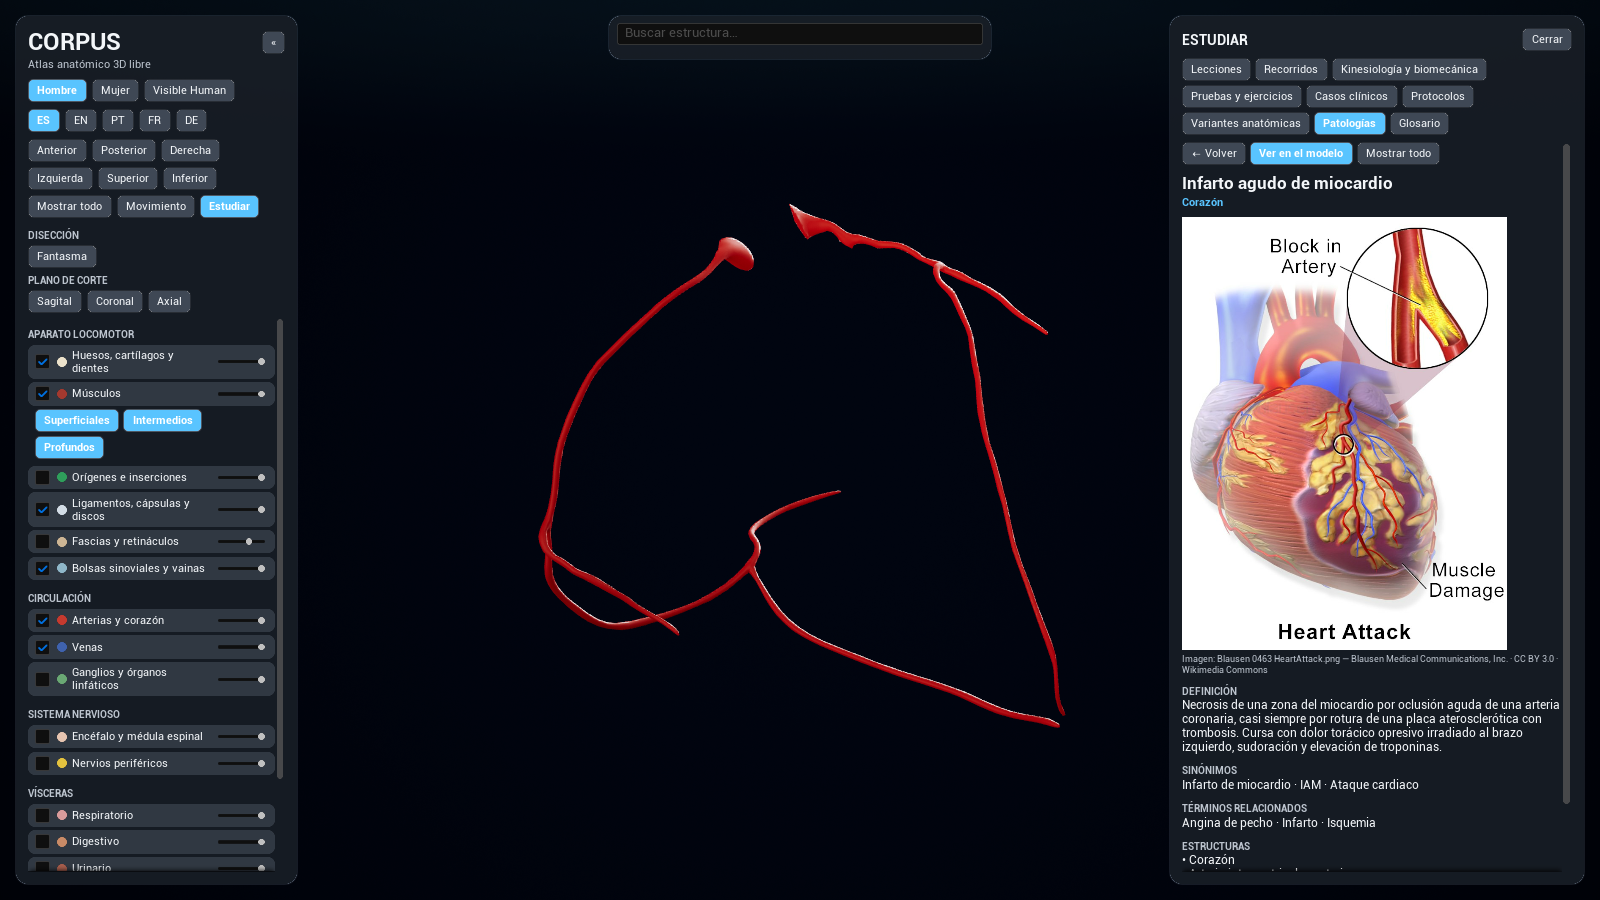 CORPUS
«
Atlas anatómico 3D libre
Hombre Mujer Visible Human
ES EN PT FR DE
Anterior Posterior Derecha
Izquierda Superior Inferior
Mostrar todo Movimiento Estudiar
DISECCIÓN
Fantasma
PLANO DE CORTE
Sagital Coronal Axial
APARATO LOCOMOTOR
Huesos, cartílagos y
dientes
Músculos
Superficiales Intermedios
Profundos
Orígenes e inserciones
Ligamentos, cápsulas y
discos
Fascias y retináculos
Bolsas sinoviales y vainas
CIRCULACIÓN
Arterias y corazón
Venas
Ganglios y órganos
linfáticos
SISTEMA NERVIOSO
Encéfalo y médula espinal
Nervios periféricos
VÍSCERAS
Respiratorio
Digestivo
Urinario
Buscar estructura...
ESTUDIAR
Cerrar
Lecciones Recorridos Kinesiología y biomecánica
Pruebas y ejercicios Casos clínicos Protocolos
Variantes anatómicas Patologías Glosario
← Volver Ver en el modelo Mostrar todo
Infarto agudo de miocardio
Corazón
Block in
Artery
Muscle
Damage
Heart Attack
Imagen: Blausen 0463 HeartAttack.png — Blausen Medical Communications, Inc. · CC BY 3.0 ·
Wikimedia Commons
DEFINICIÓN
Necrosis de una zona del miocardio por oclusión aguda de una arteria
coronaria, casi siempre por rotura de una placa aterosclerótica con
trombosis. Cursa con dolor torácico opresivo irradiado al brazo
izquierdo, sudoración y elevación de troponinas.
SINÓNIMOS
Infarto de miocardio · IAM · Ataque cardiaco
TÉRMINOS RELACIONADOS
Angina de pecho · Infarto · Isquemia
ESTRUCTURAS
• Corazón